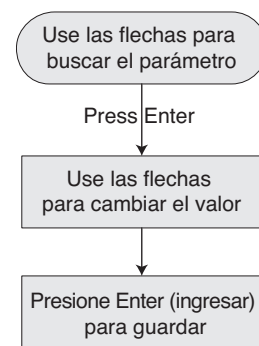 Use las flechas para
buscar el parámetro
Press Enter
Use las flechas
para cambiar el valor
Presione Enter (ingresar)
para guardar